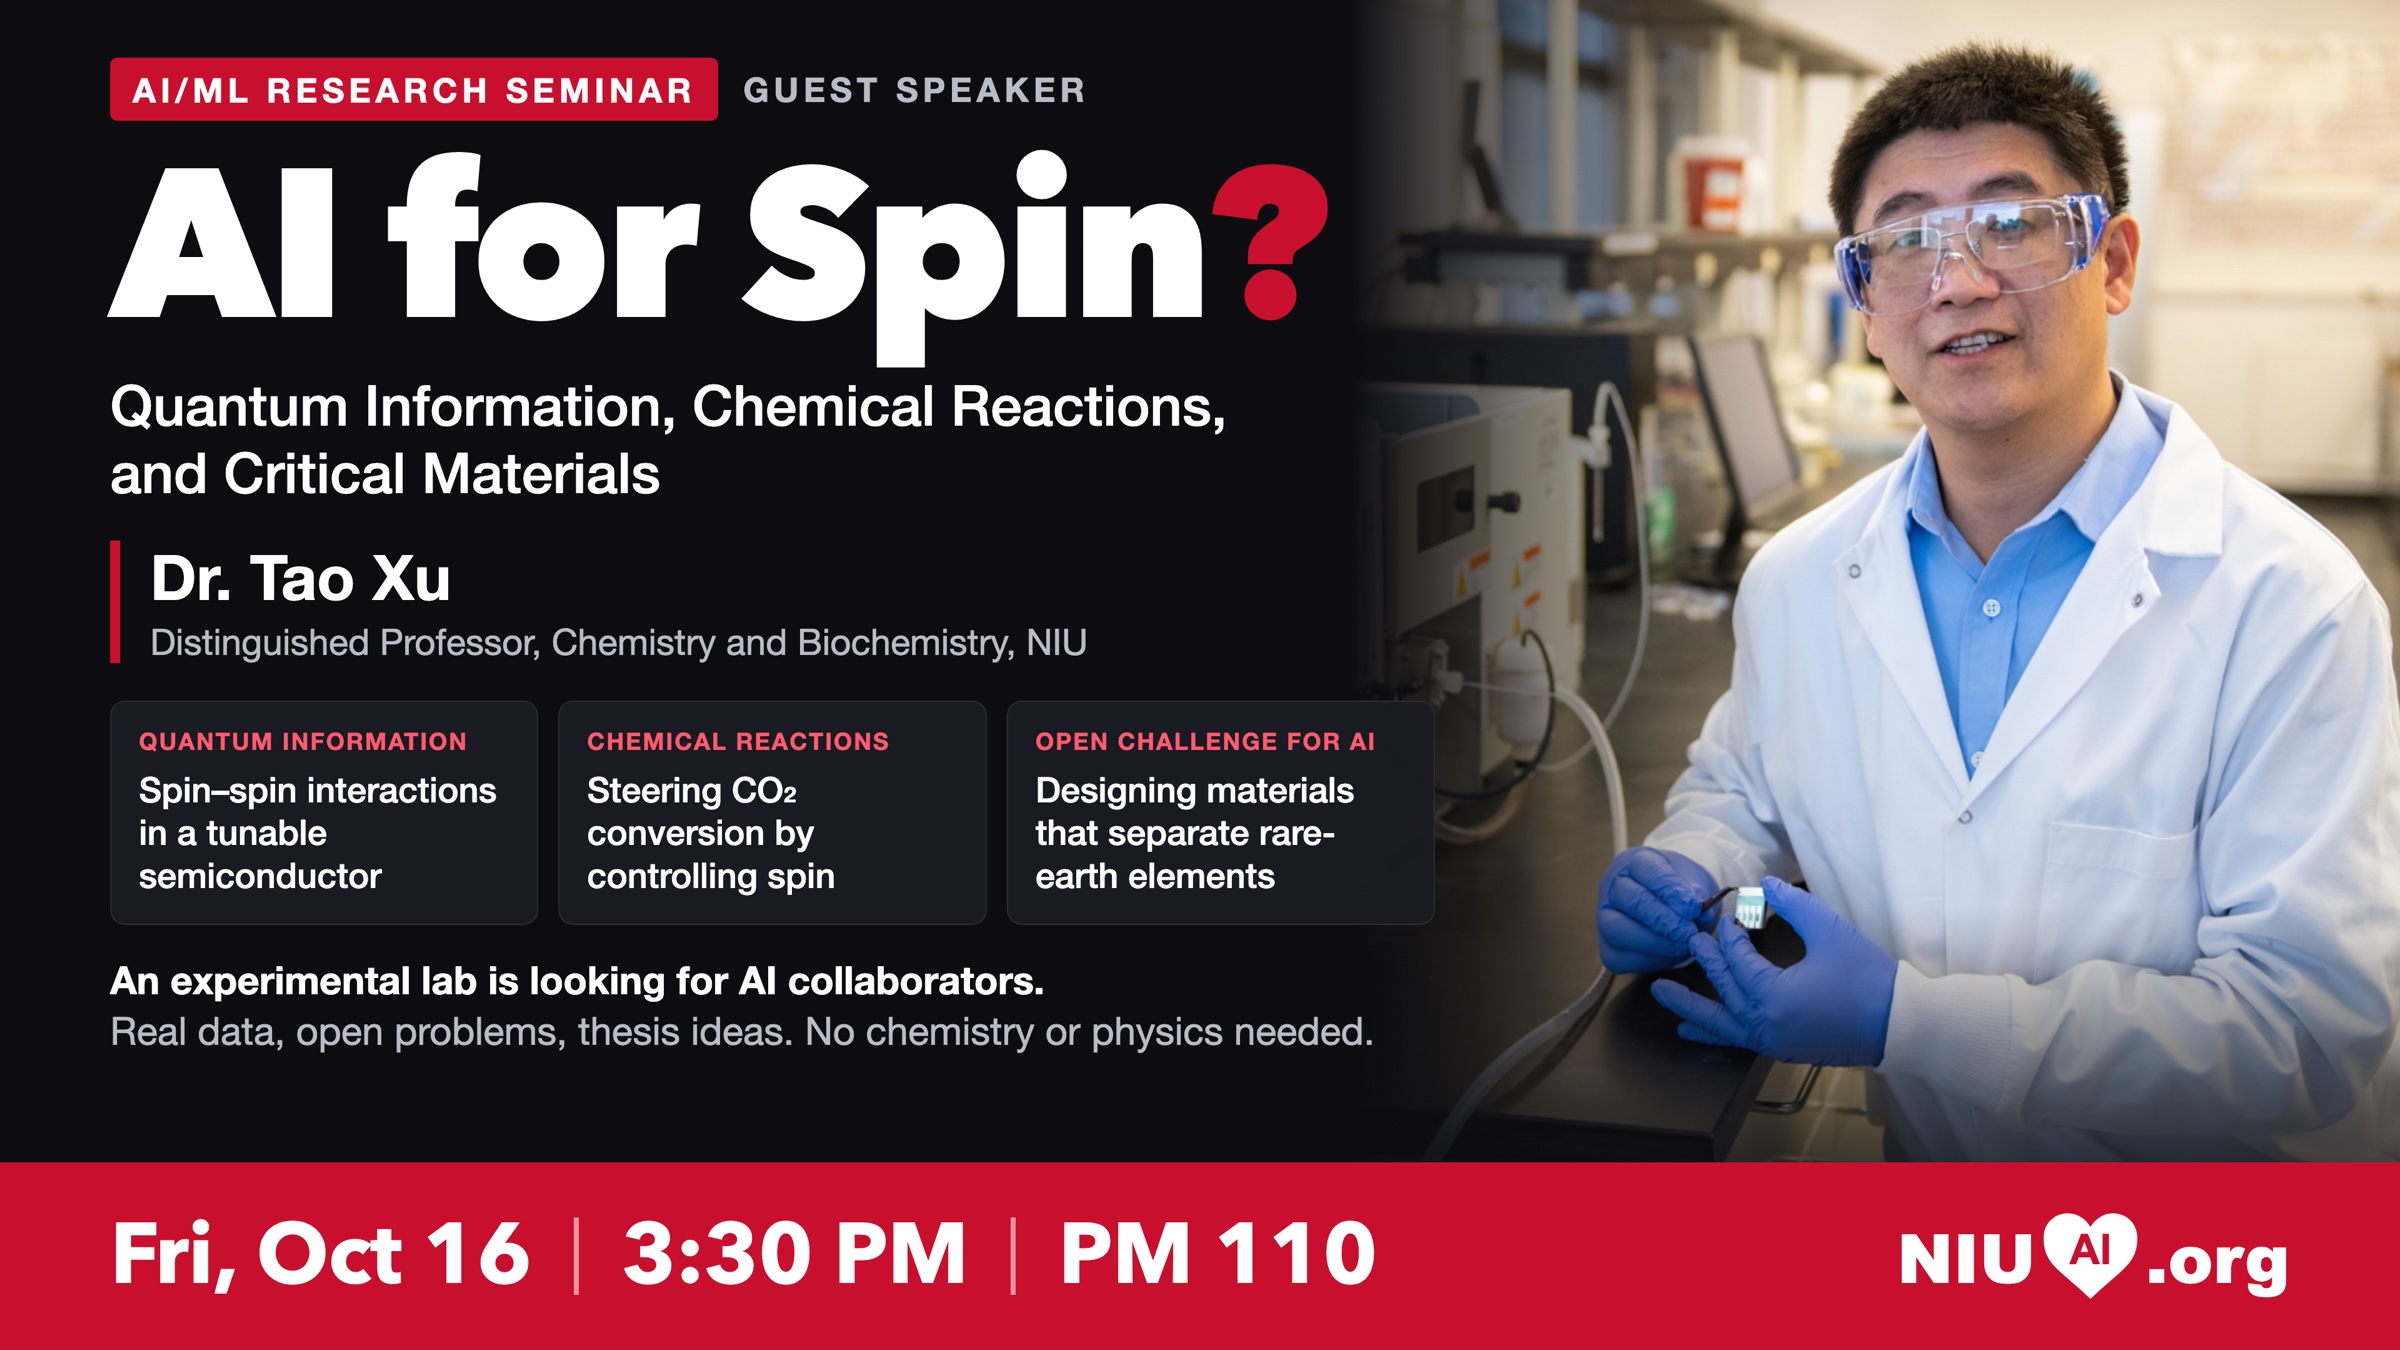 AI/ML RESEARCH SEMINAR GUEST SPEAKER
AI for Spin?
Quantum Information, Chemical Reactions,
and Critical Materials
Dr. Tao Xu
Distinguished Professor, Chemistry and Biochemistry, NIU
QUANTUM INFORMATION
Spin–spin interactions
in a tunable
semiconductor
CHEMICAL REACTIONS
Steering CO₂
conversion by
controlling spin
OPEN CHALLENGE FOR AI
Designing materials
that separate rare-
earth elements
An experimental lab is looking for AI collaborators.
Real data, open problems, thesis ideas. No chemistry or physics needed.
Fri, Oct 16 | 3:30 PM | PM 110
NIU AI .org